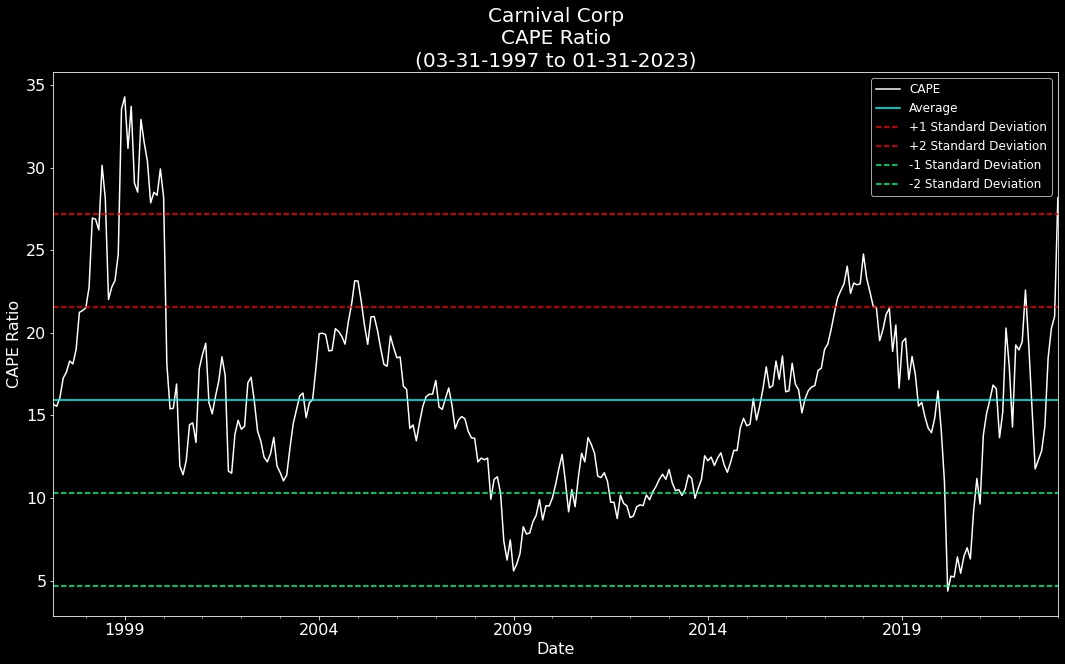 Carnival Corp
CAPE Ratio
(03-31-1997 to 01-31-2023)
CAPE
Average
+1 Standard Deviation
+2 Standard Deviation
-1 Standard Deviation
-2 Standard Deviation
CAPE Ratio
35
30
25
20
15
10
5
1999
2004
2009
2014
2019
Date